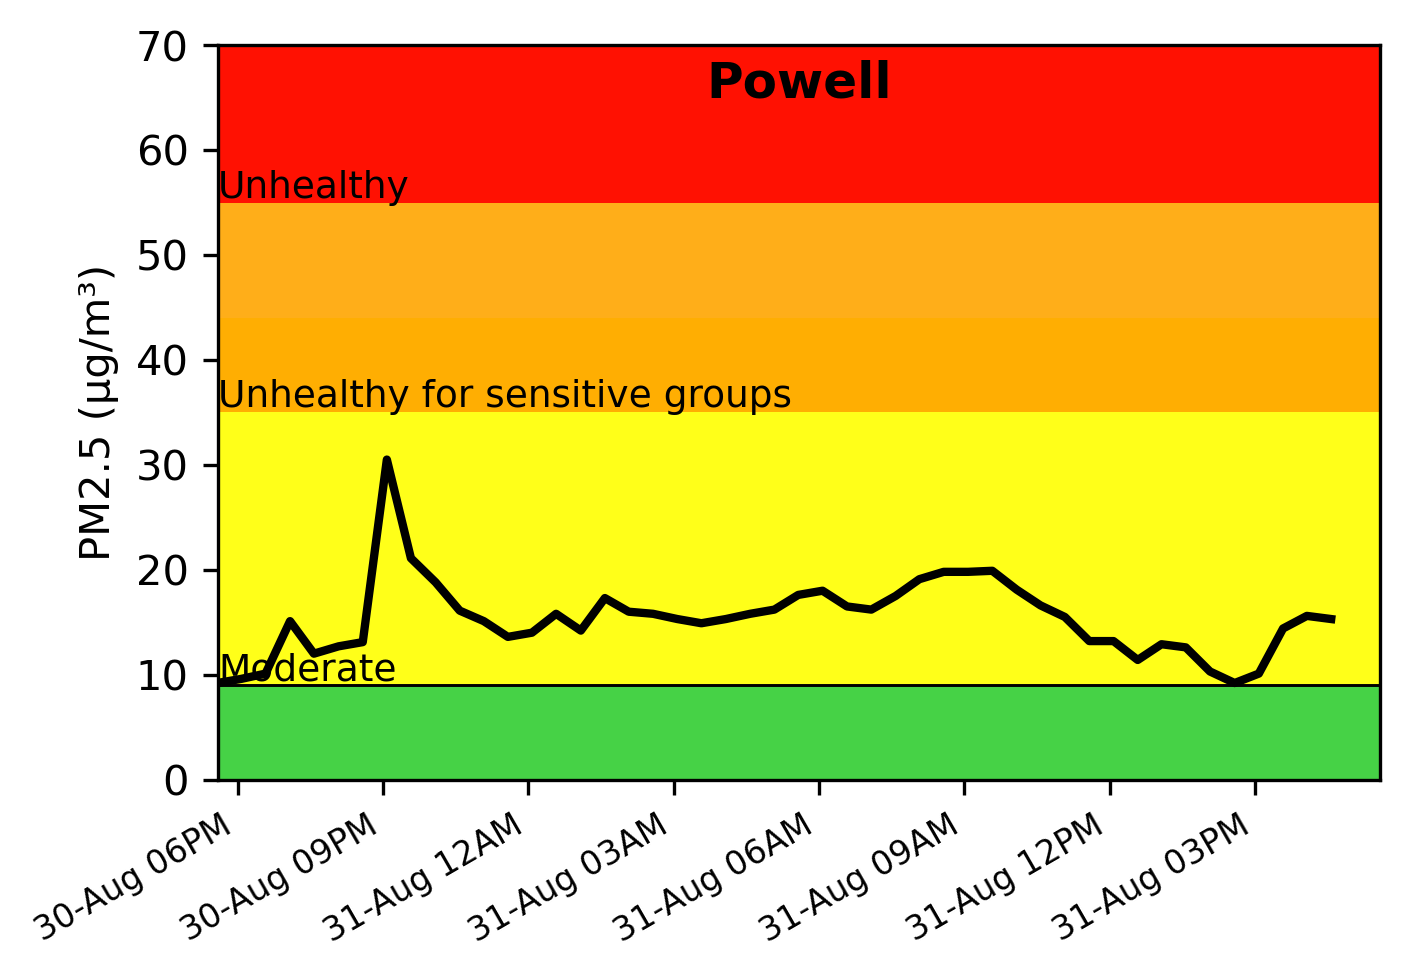 Powell
70
60
50
40
30
20
10
0
PM2.5 (µg/m³)
Unhealthy
Unhealthy for sensitive groups
Moderate
30-Aug 06PM
30-Aug 09PM
31-Aug 12AM
31-Aug 03AM
31-Aug 06AM
31-Aug 09AM
31-Aug 12PM
31-Aug 03PM